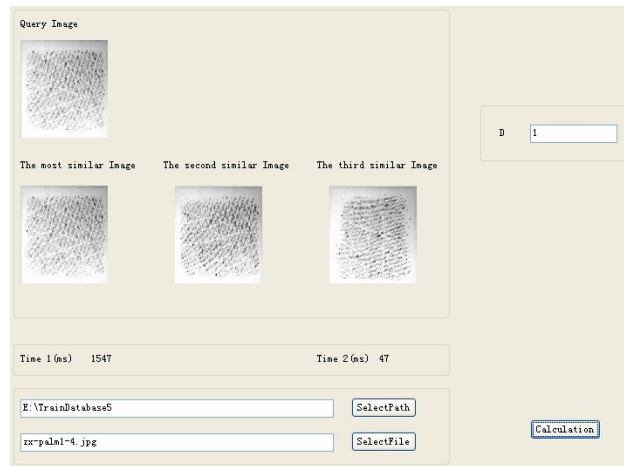 Query Image
D 1
The most similar Image The second similar Image The third similar Image
Time 1(ms) 1547 Time 2(ms) 47
E:\TrainDatabase5 SelectPath
Calculation
zx-palm1-4.jpg SelectFile